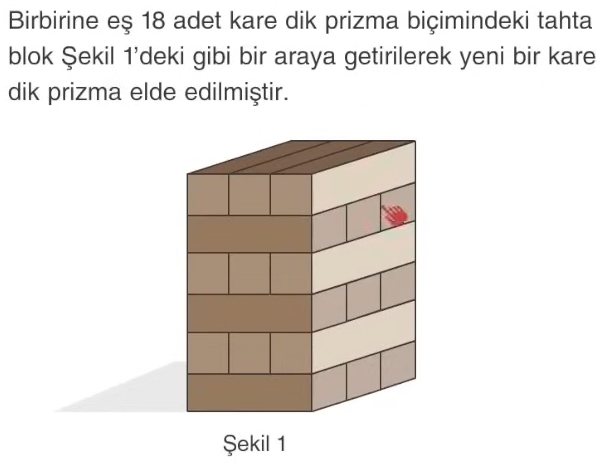 Birbirine eş 18 adet kare dik prizma biçimindeki tahta
blok Şekil 1'deki gibi bir araya getirilerek yeni bir kare
dik prizma elde edilmiştir.
Şekil 1